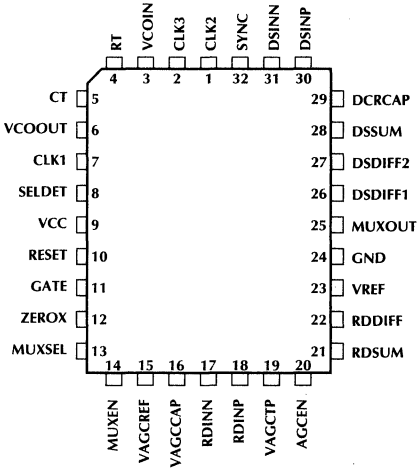 RT
VCOIN
CLK3
CLK2
SYNC
DSINN
DSINP
4 3 2 1 32 31 30
CT 5
VCOOUT 6
CLK1 7
SELDET 8
VCC 9
RESET 10
GATE 11
ZEROX 12
MUXSEL 13
29 DCRCAP
28 DSSUM
27 DSDIFF2
26 DSDIFF1
25 MUXOUT
24 GND
23 VREF
22 RDDIFF
21 RDSUM
14 15 16 17 18 19 20
MUXEN
VAGCREF
VAGCCAP
RDINN
RDINP
VAGCTP
AGCEN